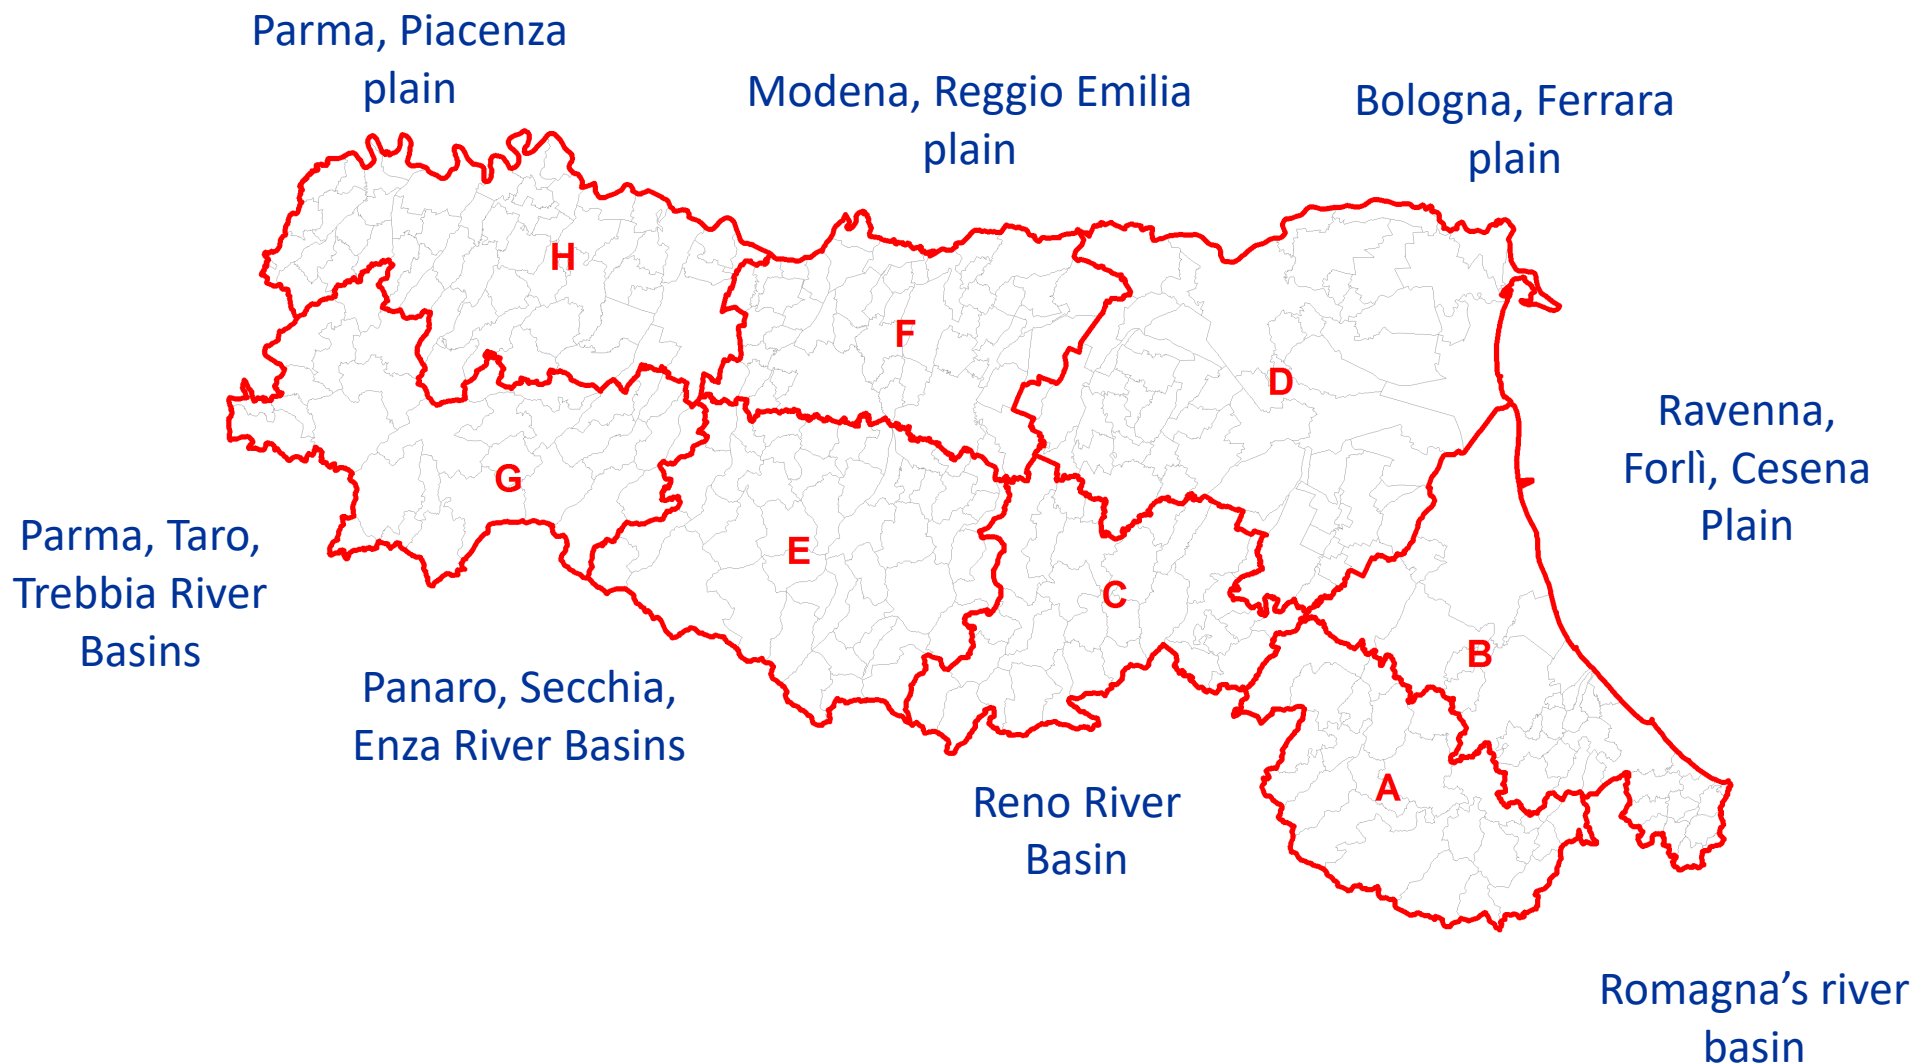 Parma, Piacenza
plain
Modena, Reggio Emilia
plain
Bologna, Ferrara
plain
H
F
D
Ravenna,
Forlì, Cesena
Plain
G
Parma, Taro,
Trebbia River
Basins
E
C
B
Panaro, Secchia,
Enza River Basins
A
Reno River
Basin
Romagna’s river
basin